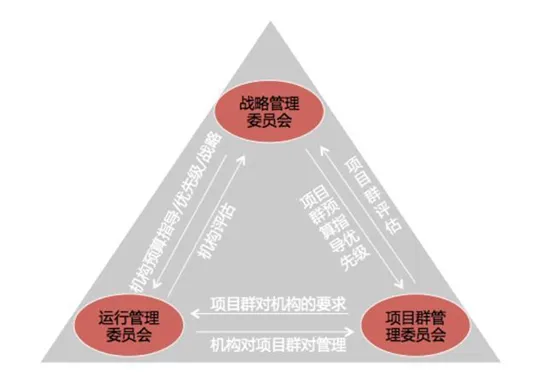 战略管理
委员会
机构预算指导/优先级/战略
机构评估
项目
群预
算指
导优
先级
项目群评估
项目群对机构的要求
运行管理
委员会
项目群管
理委员会
机构对项目群对管理